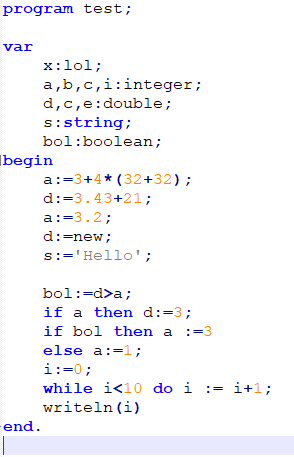 program test;
var
x:lol;
a,b,c,i:integer;
d,c,e:double;
s:string;
bol:boolean;
begin
a:=3+4*(32+32);
d:=3.43+21;
a:=3.2;
d:=new;
s:='Hello';
bol:=d>a;
if a then d:=3;
if bol then a :=3
else a:=1;
i:=0;
while i<10 do i := i+1;
writeln(i)
end.